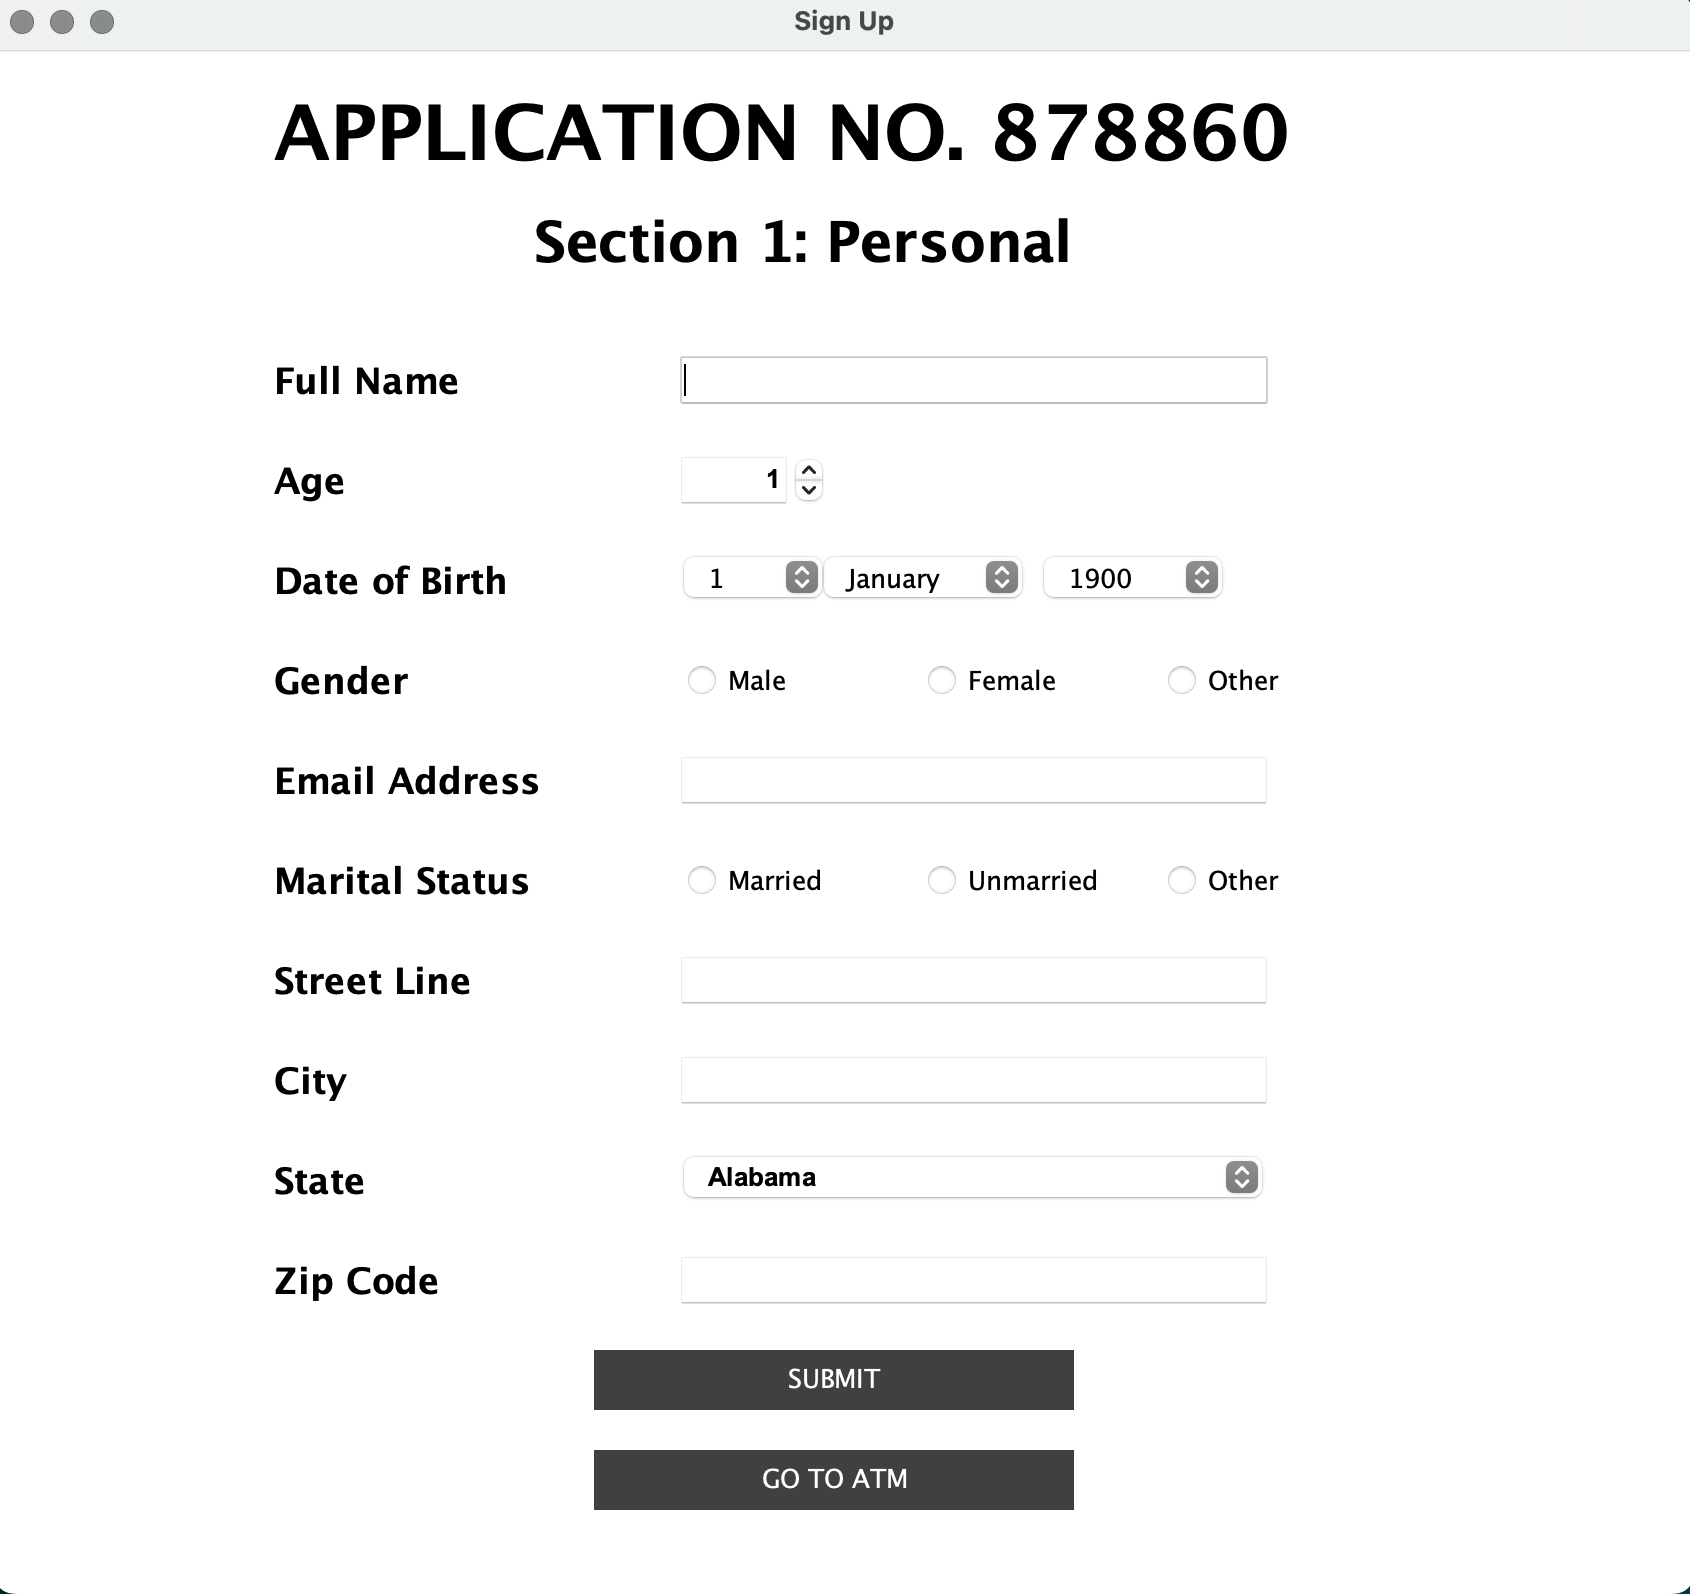 Sign Up
APPLICATION NO. 878860
Section 1: Personal
Full Name
Age 1
Date of Birth 1 January 1900
Gender Male Female Other
Email Address
Marital Status Married Unmarried Other
Street Line
City
State Alabama
Zip Code
SUBMIT
GO TO ATM